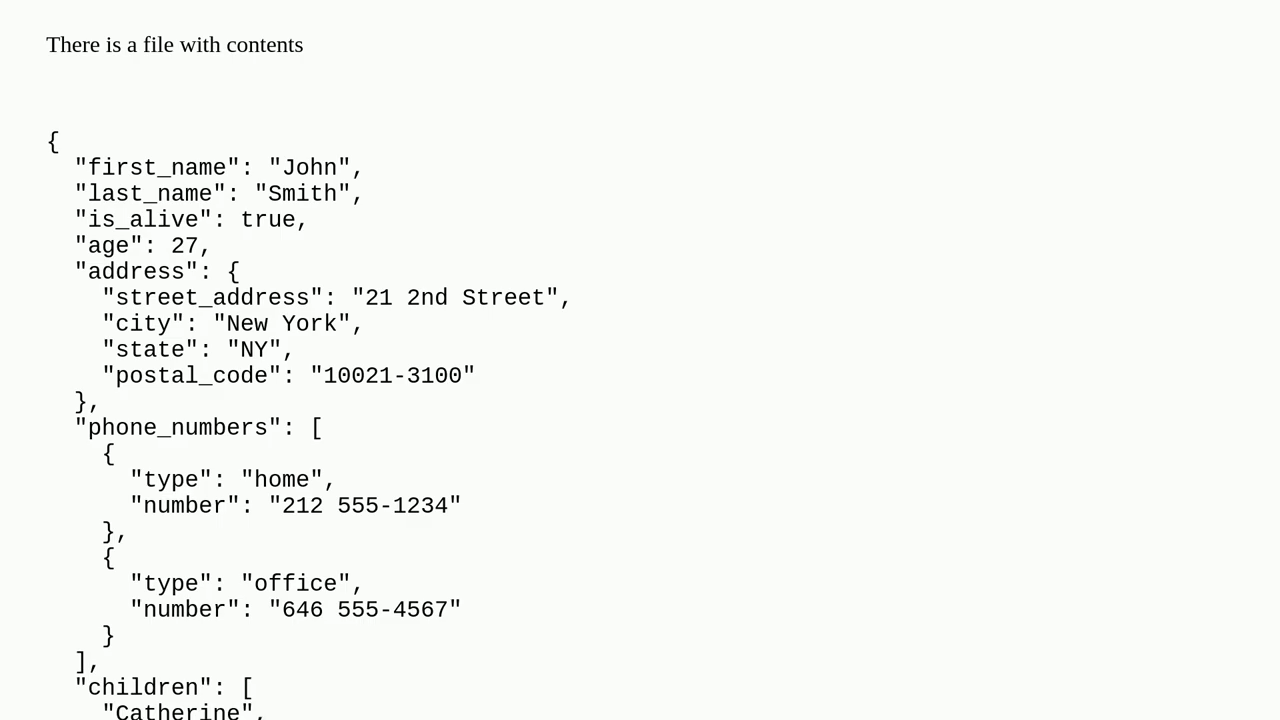 There is a file with contents
{
  "first_name": "John",
  "last_name": "Smith",
  "is_alive": true,
  "age": 27,
  "address": {
    "street_address": "21 2nd Street",
    "city": "New York",
    "state": "NY",
    "postal_code": "10021-3100"
  },
  "phone_numbers": [
    {
      "type": "home",
      "number": "212 555-1234"
    },
    {
      "type": "office",
      "number": "646 555-4567"
    }
  ],
  "children": [
    "Catherine",